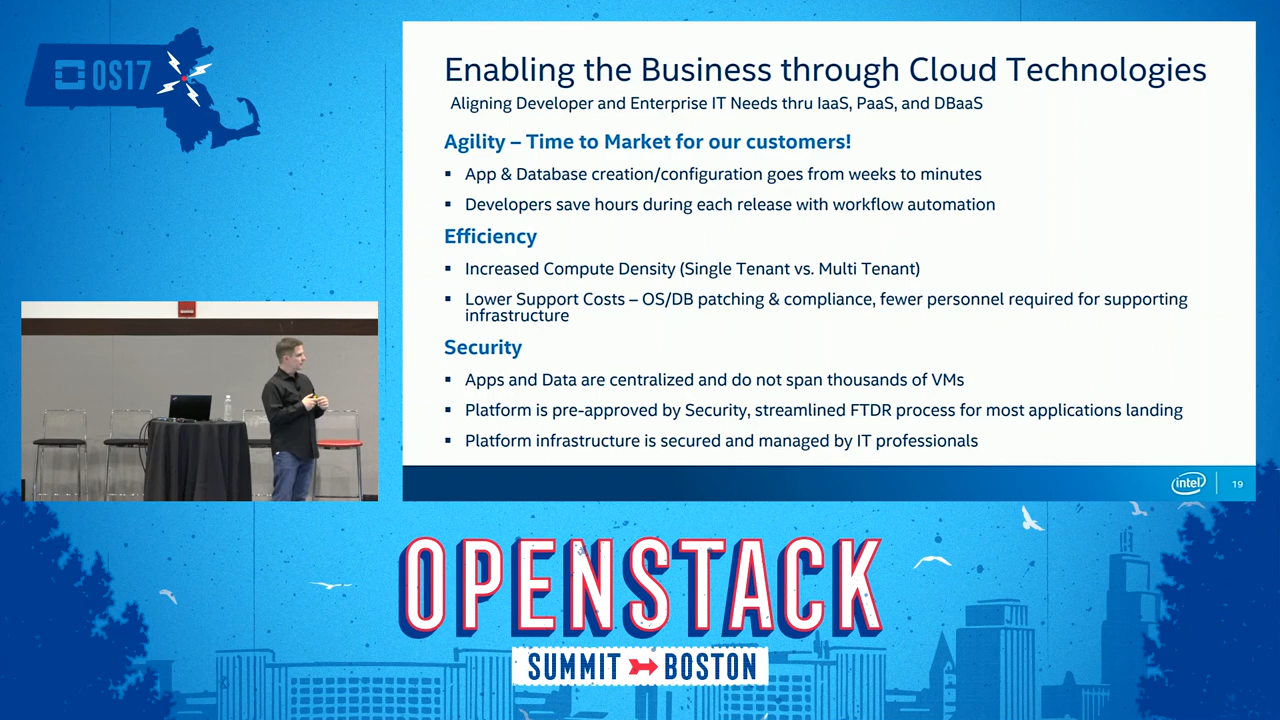 OS17
Enabling the Business through Cloud Technologies
Aligning Developer and Enterprise IT Needs thru IaaS, PaaS, and DBaaS
Agility – Time to Market for our customers!
▪ App & Database creation/configuration goes from weeks to minutes
▪ Developers save hours during each release with workflow automation
Efficiency
▪ Increased Compute Density (Single Tenant vs. Multi Tenant)
▪ Lower Support Costs – OS/DB patching & compliance, fewer personnel required for supporting
infrastructure
Security
▪ Apps and Data are centralized and do not span thousands of VMs
▪ Platform is pre-approved by Security, streamlined FTDR process for most applications landing
▪ Platform infrastructure is secured and managed by IT professionals
intel
19
OPENSTACK
SUMMIT BOSTON